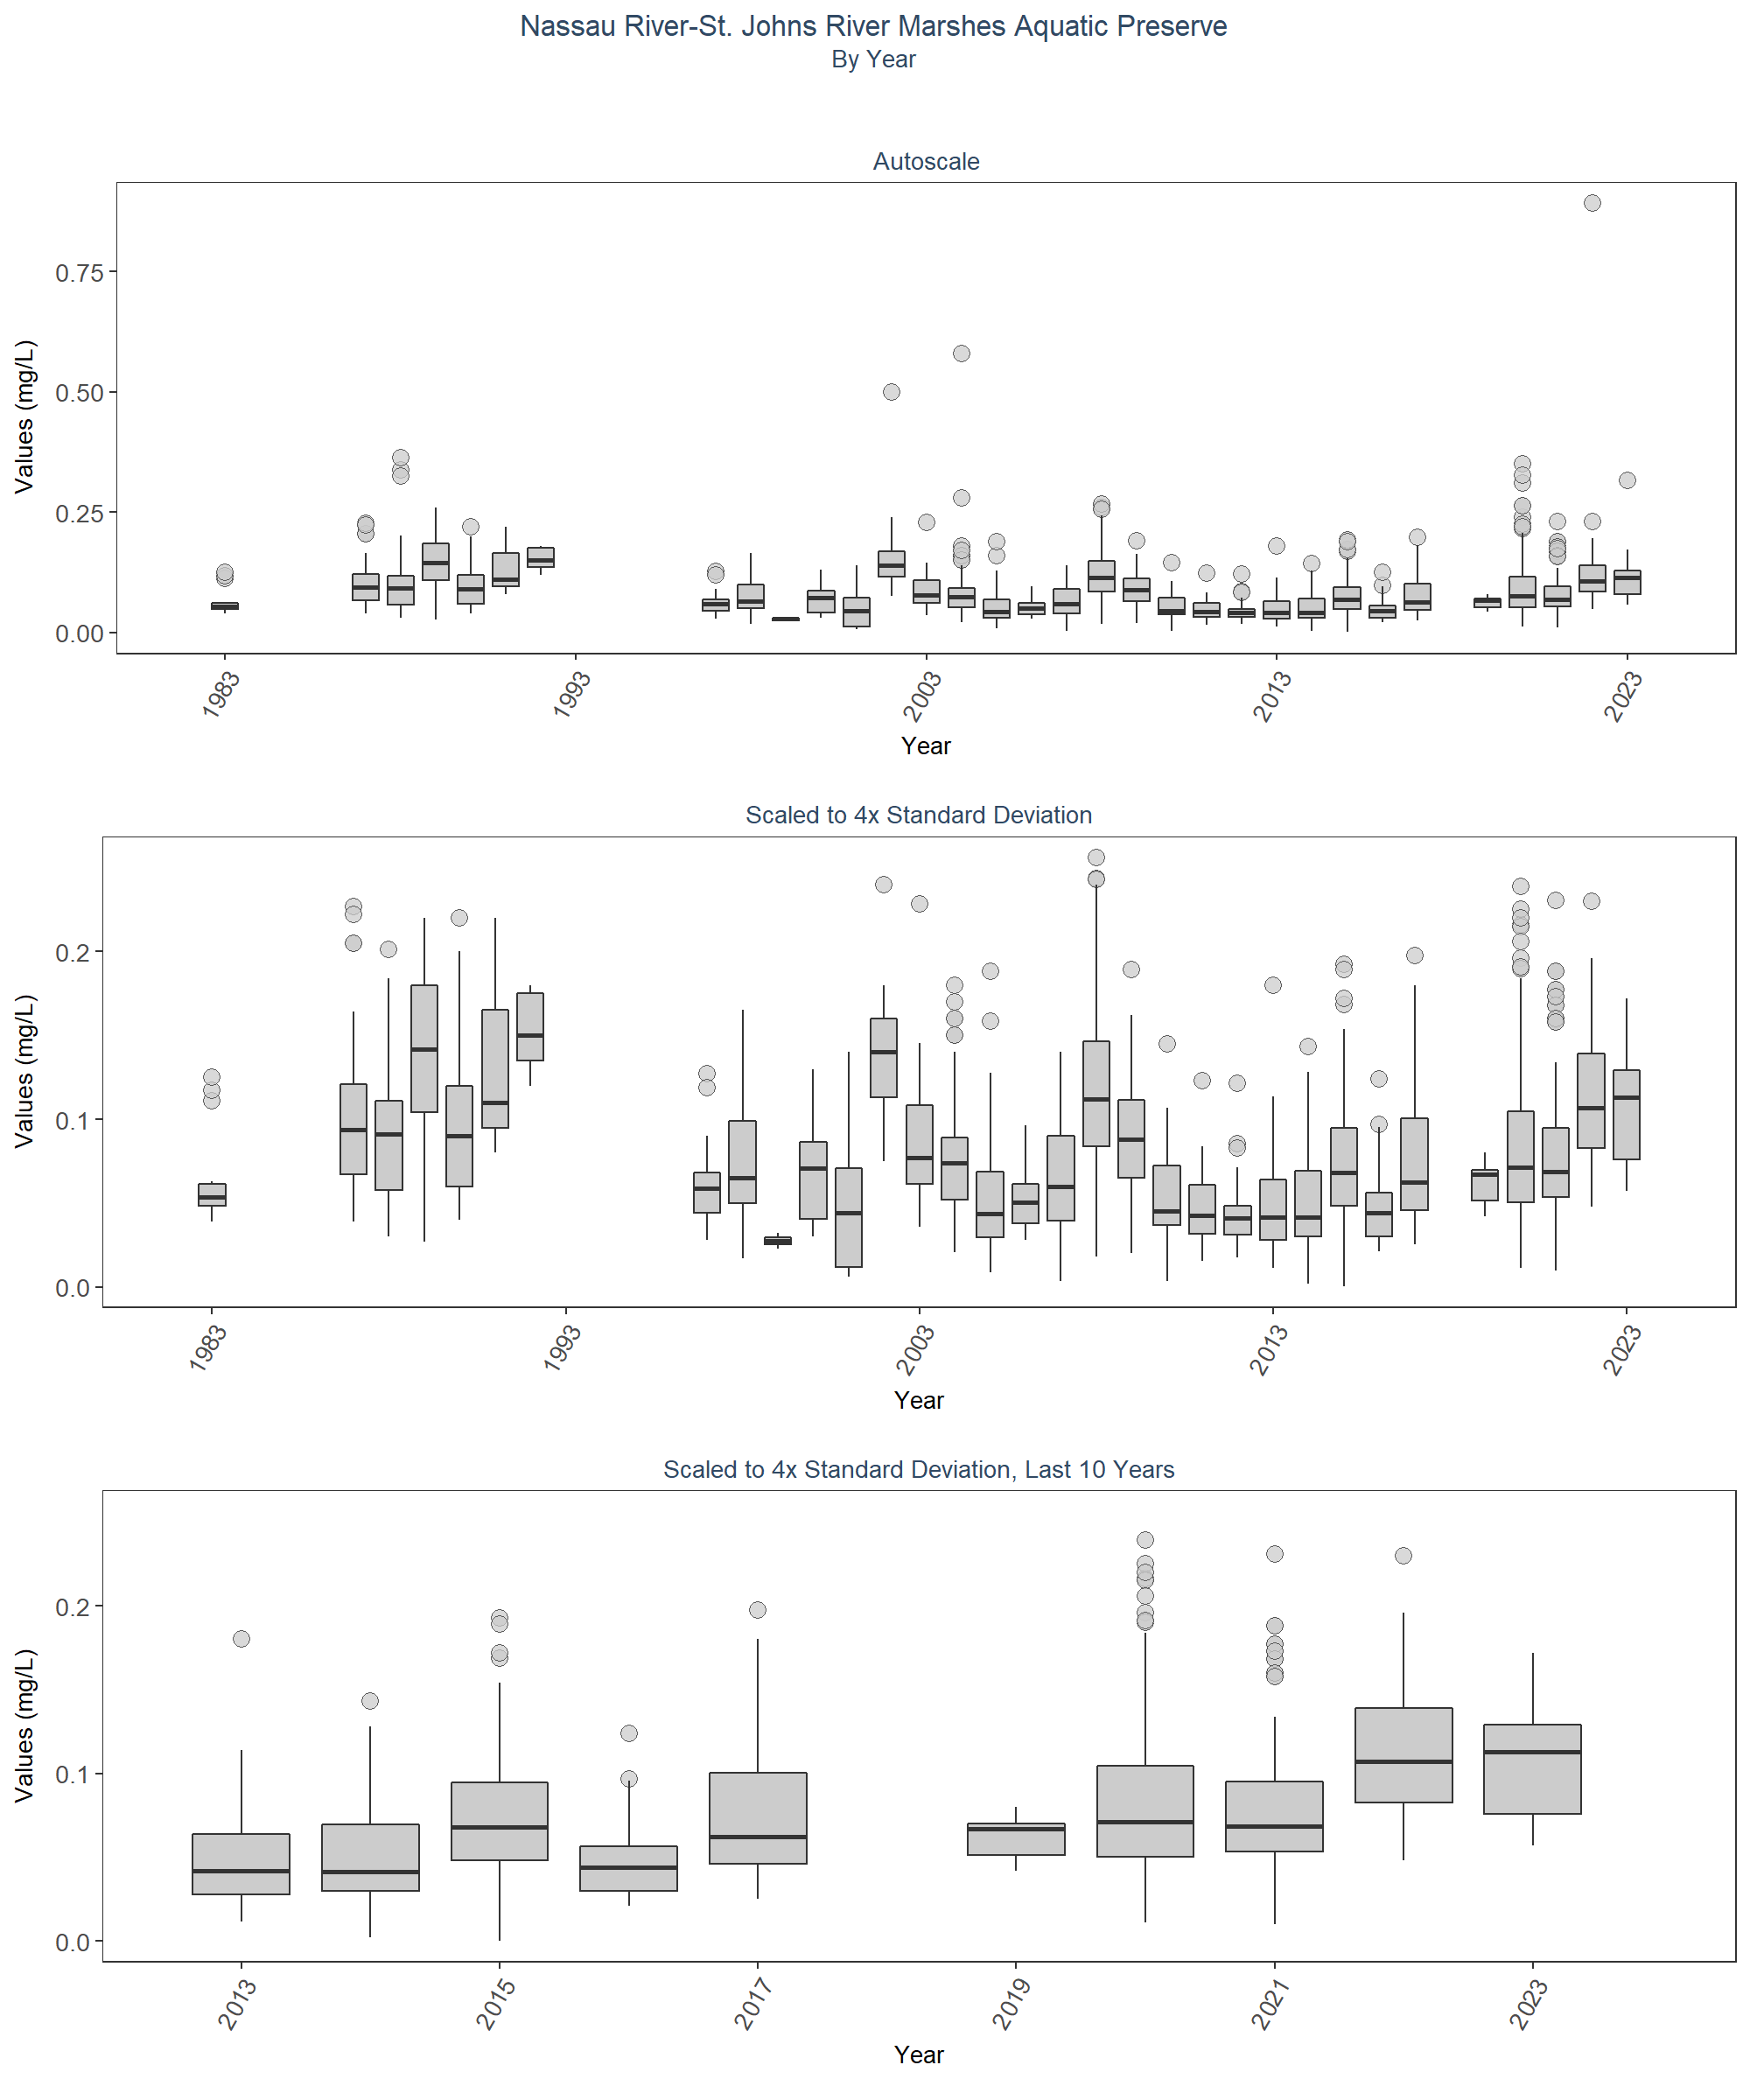 Nassau River-St. Johns River Marshes Aquatic Preserve
By Year
Autoscale
Values (mg/L)
0.75
0.50
0.25
0.00
1983
1993
2003
2013
2023
Year
Scaled to 4x Standard Deviation
Values (mg/L)
0.2
0.1
0.0
1983
1993
2003
2013
2023
Year
Scaled to 4x Standard Deviation, Last 10 Years
Values (mg/L)
0.2
0.1
0.0
2013
2015
2017
2019
2021
2023
Year